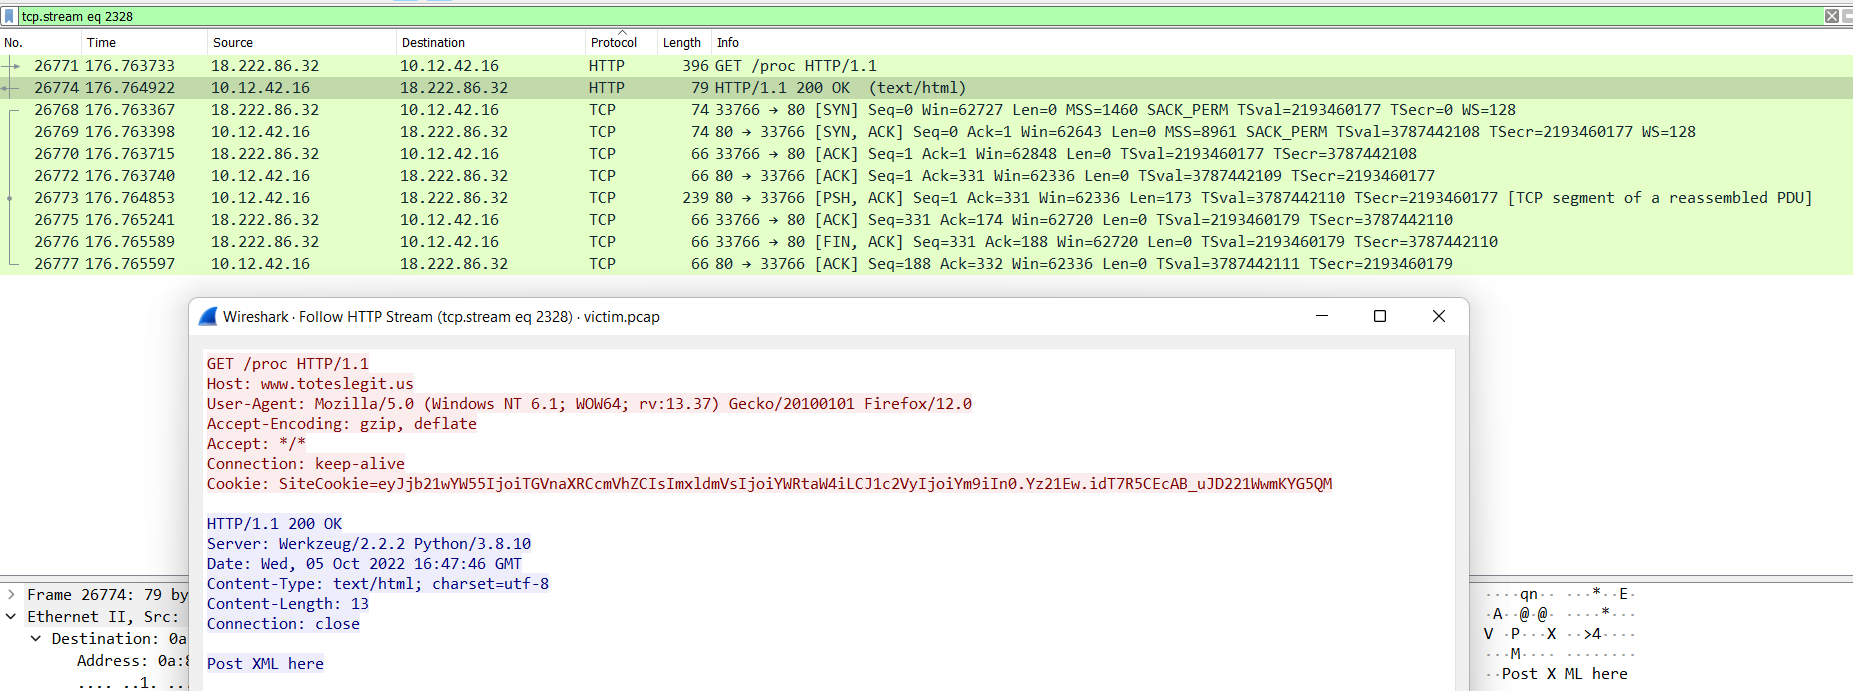 tcp.stream eq 2328
No. Time Source Destination Protocol Length Info
26771 176.763733 18.222.86.32 10.12.42.16 HTTP 396 GET /proc HTTP/1.1
26774 176.764922 10.12.42.16 18.222.86.32 HTTP 79 HTTP/1.1 200 OK (text/html)
26768 176.763367 18.222.86.32 10.12.42.16 TCP 74 33766 → 80 [SYN] Seq=0 Win=62727 Len=0 MSS=1460 SACK_PERM TSval=2193460177 TSecr=0 WS=128
26769 176.763398 10.12.42.16 18.222.86.32 TCP 74 80 → 33766 [SYN, ACK] Seq=0 Ack=1 Win=62643 Len=0 MSS=8961 SACK_PERM TSval=3787442108 TSecr=2193460177 WS=128
26770 176.763715 18.222.86.32 10.12.42.16 TCP 66 33766 → 80 [ACK] Seq=1 Ack=1 Win=62848 Len=0 TSval=2193460177 TSecr=3787442108
26772 176.763740 10.12.42.16 18.222.86.32 TCP 66 80 → 33766 [ACK] Seq=1 Ack=331 Win=62336 Len=0 TSval=3787442109 TSecr=2193460177
26773 176.764853 10.12.42.16 18.222.86.32 TCP 239 80 → 33766 [PSH, ACK] Seq=1 Ack=331 Win=62336 Len=173 TSval=3787442110 TSecr=2193460177 [TCP segment of a reassembled PDU]
26775 176.765241 18.222.86.32 10.12.42.16 TCP 66 33766 → 80 [ACK] Seq=331 Ack=174 Win=62720 Len=0 TSval=2193460179 TSecr=3787442110
26776 176.765589 18.222.86.32 10.12.42.16 TCP 66 33766 → 80 [FIN, ACK] Seq=331 Ack=188 Win=62720 Len=0 TSval=2193460179 TSecr=3787442110
26777 176.765597 10.12.42.16 18.222.86.32 TCP 66 80 → 33766 [ACK] Seq=188 Ack=332 Win=62336 Len=0 TSval=3787442111 TSecr=2193460179
Wireshark · Follow HTTP Stream (tcp.stream eq 2328) · victim.pcap
GET /proc HTTP/1.1
Host: www.toteslegit.us
User-Agent: Mozilla/5.0 (Windows NT 6.1; WOW64; rv:13.37) Gecko/20100101 Firefox/12.0
Accept-Encoding: gzip, deflate
Accept: */*
Connection: keep-alive
Cookie: SiteCookie=eyJjb21wYW55IjoiTGVnaXRCcmVhZCIsImxldmVsIjoiYWRtaW4iLCJ1c2VyIjoiYm9iIn0.Yz21Ew.idT7R5CEcAB_uJD221WwmKYG5QM
HTTP/1.1 200 OK
Server: Werkzeug/2.2.2 Python/3.8.10
Date: Wed, 05 Oct 2022 16:47:46 GMT
Content-Type: text/html; charset=utf-8
Content-Length: 13
Connection: close
Post XML here
Frame 26774: 79 by
Ethernet II, Src:
Destination: 0a
Address: 0a:8
.... ..1. ..
····qn·· ···*··E·
·A··@·@· ····*···
V··P···X ··>4····
···M···· ········
··Post X ML here